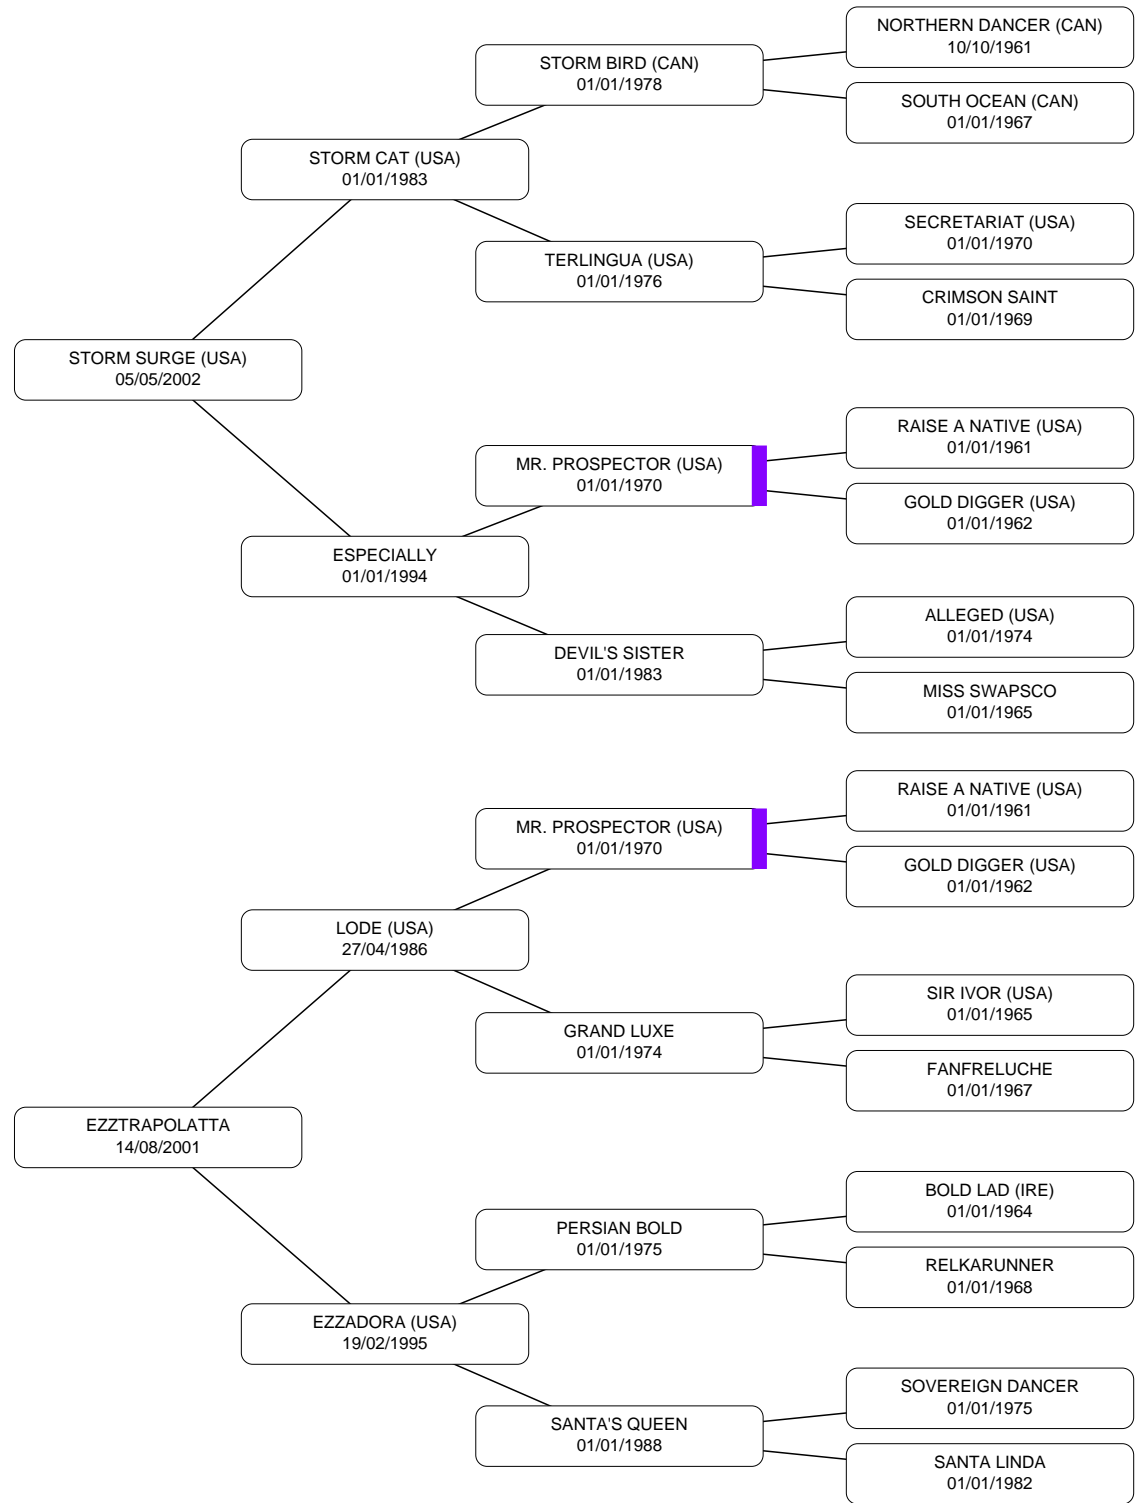 NORTHERN DANCER (CAN)
10/10/1961
STORM BIRD (CAN)
01/01/1978
SOUTH OCEAN (CAN)
01/01/1967
STORM CAT (USA)
01/01/1983
SECRETARIAT (USA)
01/01/1970
TERLINGUA (USA)
01/01/1976
CRIMSON SAINT
01/01/1969
STORM SURGE (USA)
05/05/2002
RAISE A NATIVE (USA)
01/01/1961
MR. PROSPECTOR (USA)
01/01/1970
GOLD DIGGER (USA)
01/01/1962
ESPECIALLY
01/01/1994
ALLEGED (USA)
01/01/1974
DEVIL'S SISTER
01/01/1983
MISS SWAPSCO
01/01/1965
RAISE A NATIVE (USA)
01/01/1961
MR. PROSPECTOR (USA)
01/01/1970
GOLD DIGGER (USA)
01/01/1962
LODE (USA)
27/04/1986
SIR IVOR (USA)
01/01/1965
GRAND LUXE
01/01/1974
FANFRELUCHE
01/01/1967
EZZTRAPOLATTA
14/08/2001
BOLD LAD (IRE)
01/01/1964
PERSIAN BOLD
01/01/1975
RELKARUNNER
01/01/1968
EZZADORA (USA)
19/02/1995
SOVEREIGN DANCER
01/01/1975
SANTA'S QUEEN
01/01/1988
SANTA LINDA
01/01/1982